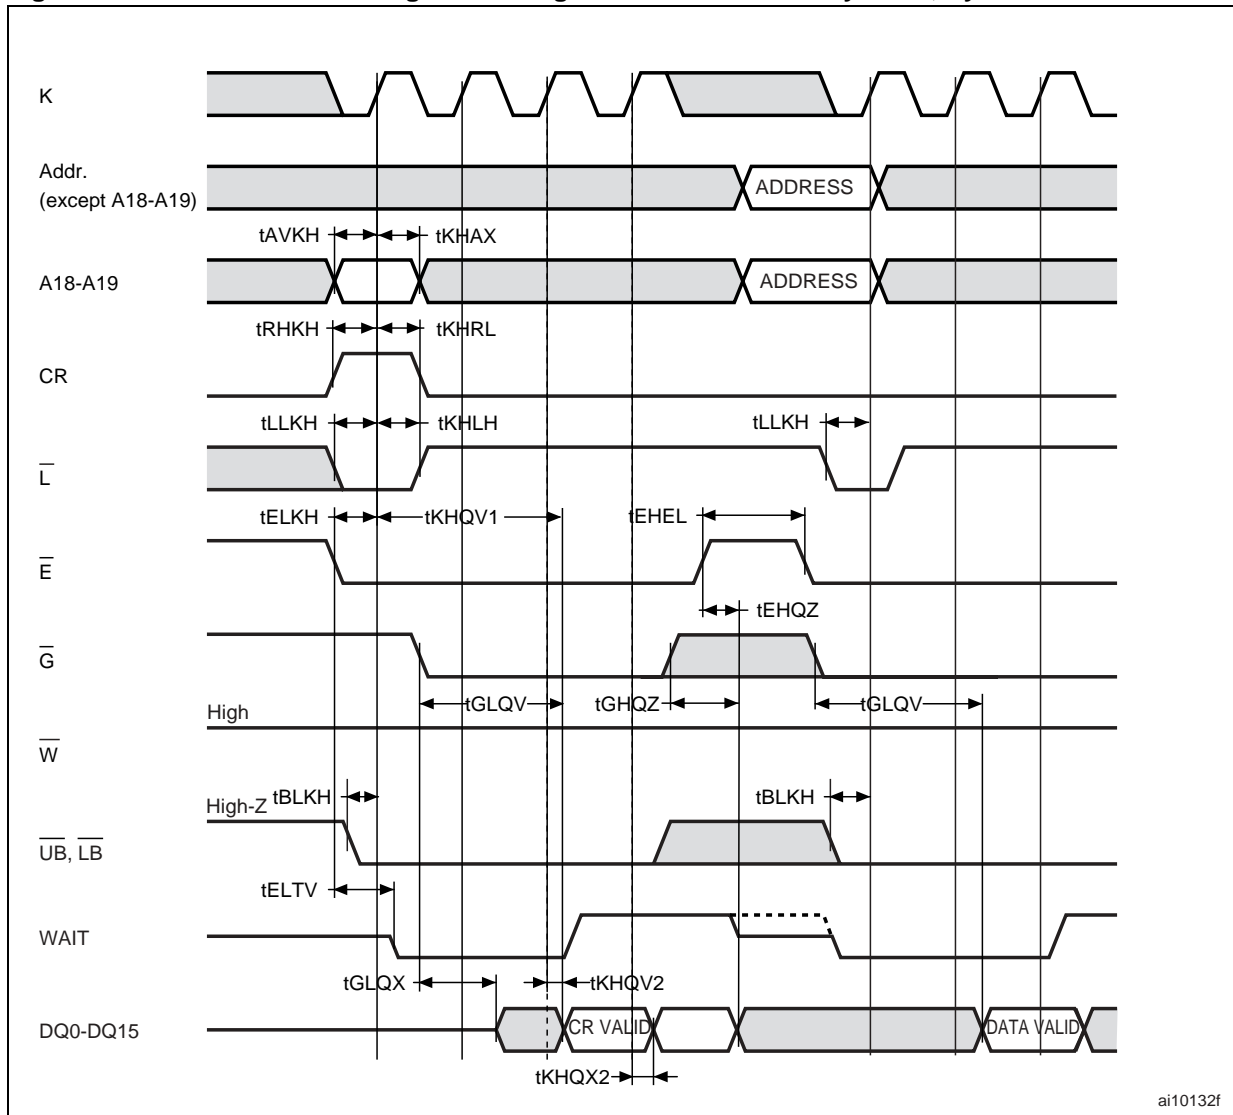 K
Addr.
(except A18-A19)
ADDRESS
tAVKH
tKHAX
A18-A19
ADDRESS
tRHKH
tKHRL
CR
tLLKH
tKHLH
tLLKH
L
tELKH
tKHQV1
tEHEL
E
tEHQZ
G
tGLQV
tGHQZ
tGLQV
High
W
tBLKH
tBLKH
High-Z
UB, LB
tELTV
WAIT
tGLQX
tKHQV2
DQ0-DQ15
CR VALID
DATA VALID
tKHQX2
ai10132f